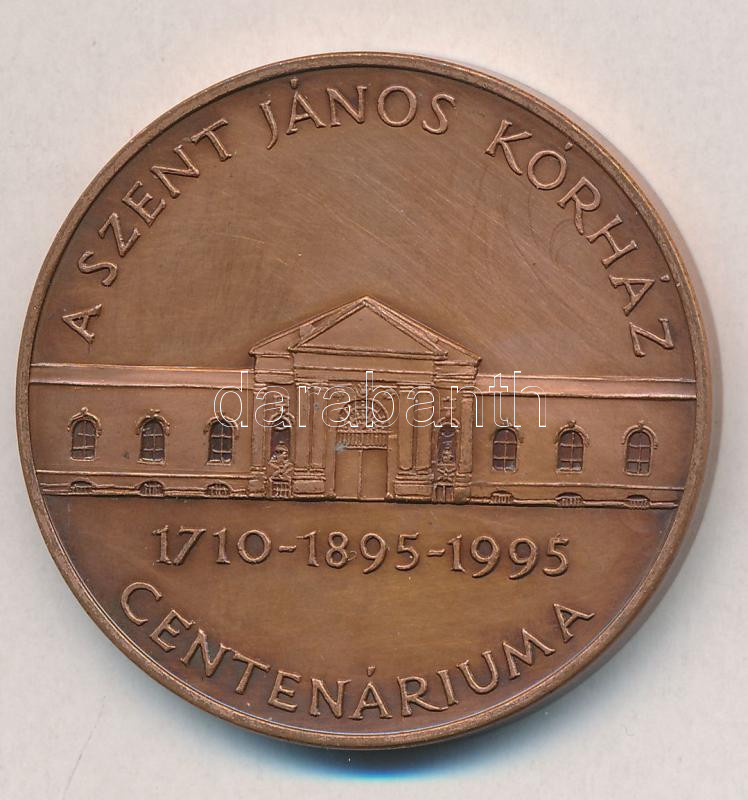 A SZENT JÁNOS KÓRHÁZ
darabanth
1710-1895-1995
CENTENÁRIUMA